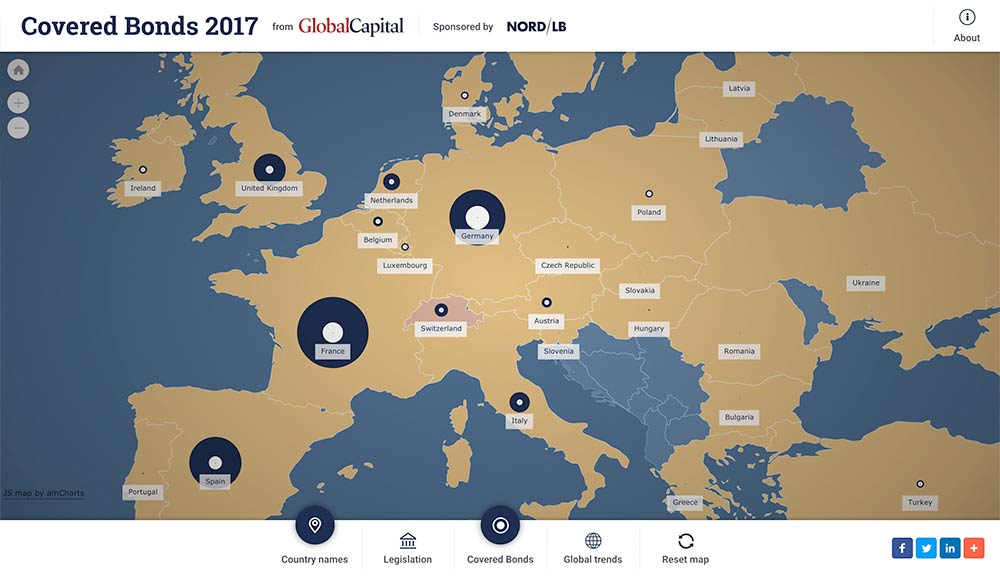 Covered Bonds 2017 from GlobalCapital Sponsored by NORD/LB
About
Latvia
Denmark
Lithuania
Ireland
United Kingdom
Netherlands
Poland
Germany
Belgium
Luxembourg
Czech Republic
Ukraine
Slovakia
Switzerland
Austria
Hungary
France
Slovenia
Romania
Italy
Bulgaria
Spain
Portugal
JS map by amCharts
Greece
Turkey
Country names
Legislation
Covered Bonds
Global trends
Reset map